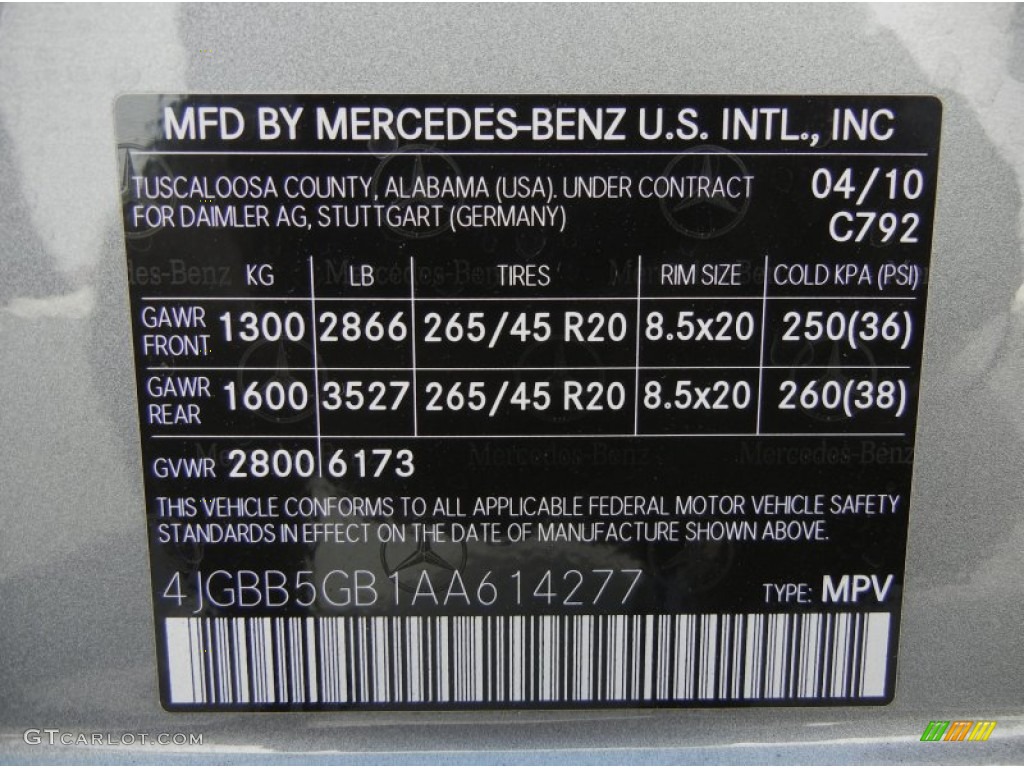 MFD BY MERCEDES-BENZ U.S. INTL., INC
TUSCALOOSA COUNTY, ALABAMA (USA). UNDER CONTRACT
FOR DAIMLER AG, STUTTGART (GERMANY)
04/10
C792
KG LB TIRES RIM SIZE COLD KPA (PSI)
GAWR FRONT 1300 2866 265/45 R20 8.5x20 250(36)
GAWR REAR 1600 3527 265/45 R20 8.5x20 260(38)
GVWR 2800 6173
THIS VEHICLE CONFORMS TO ALL APPLICABLE FEDERAL MOTOR VEHICLE SAFETY
STANDARDS IN EFFECT ON THE DATE OF MANUFACTURE SHOWN ABOVE.
4JGBB5GB1AA614277 TYPE: MPV
GTCARLOT.COM